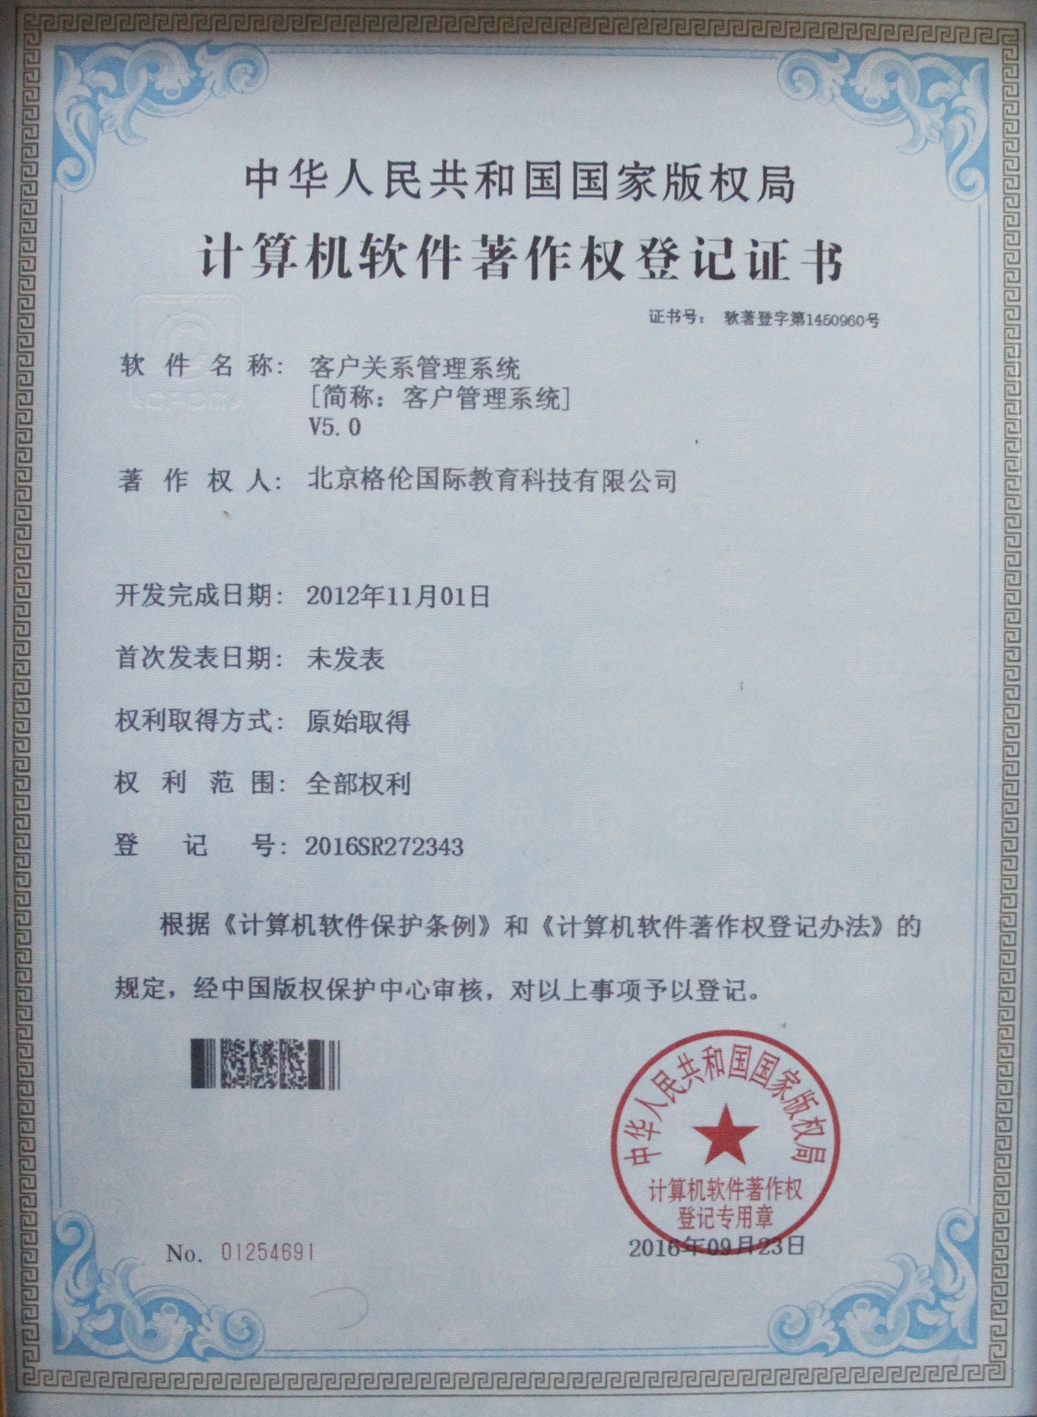 中华人民共和国国家版权局
计算机软件著作权登记证书
证书号： 软著登字第1450960号
软件名称： 客户关系管理系统
[简称：客户管理系统]
V5.0
著作权人： 北京格伦国际教育科技有限公司
开发完成日期： 2012年11月01日
首次发表日期： 未发表
权利取得方式： 原始取得
权利范围： 全部权利
登记号： 2016SR272343
根据《计算机软件保护条例》和《计算机软件著作权登记办法》的
规定，经中国版权保护中心审核，对以上事项予以登记。
中华人民共和国国家版权局
计算机软件著作权
登记专用章
No. 01254691
2016年09月23日